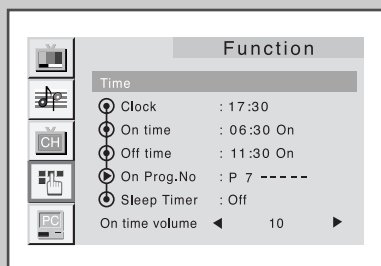 Function
Time
Clock : 17:30
On time : 06:30 On
Off time : 11:30 On
CH
On Prog.No : P 7 -----
Sleep Timer : Off
PC
On time volume ◀ 10 ▶